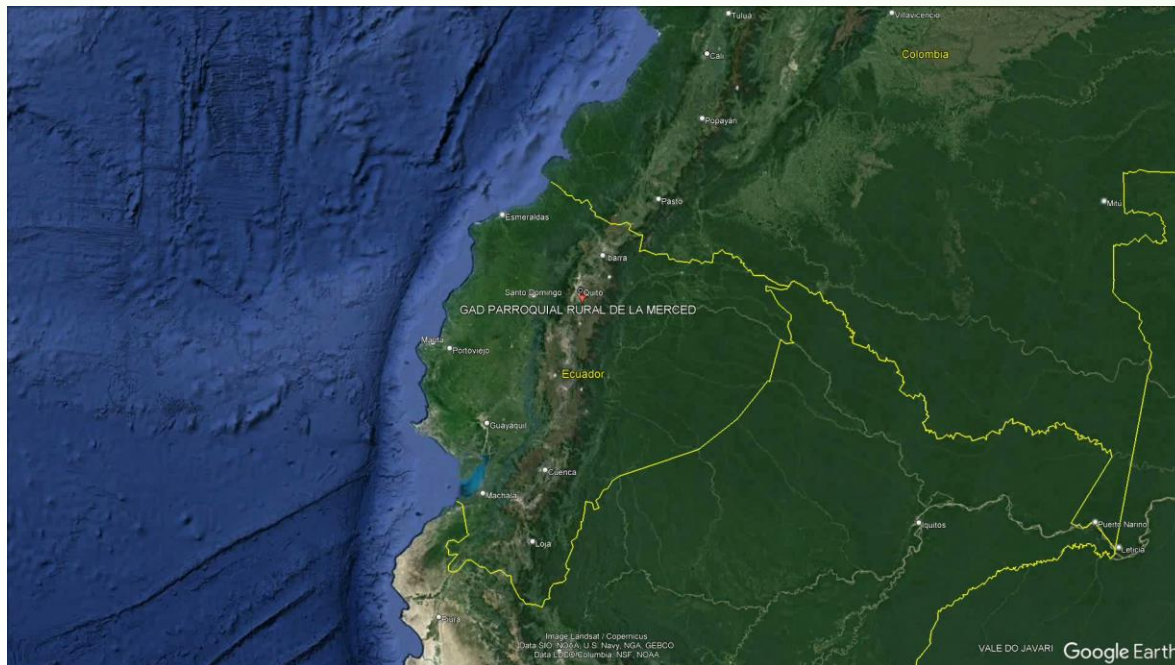 Tuluá
Villavicencio
Colombia
Cali
Popayán
Pasto
Mitú
Esmeraldas
Ibarra
Santo Domingo
Quito
GAD PARROQUIAL RURAL DE LA MERCED
Manta
Portoviejo
Ecuador
Guayaquil
Cuenca
Machala
Iquitos
Puerto Narino
Loja
Leticia
Piura
Image Landsat / Copernicus
Data SIO, NOAA, U.S. Navy, NGA, GEBCO
Data LDEO-Columbia, NSF, NOAA
VALE DO JAVARI
Google Eart